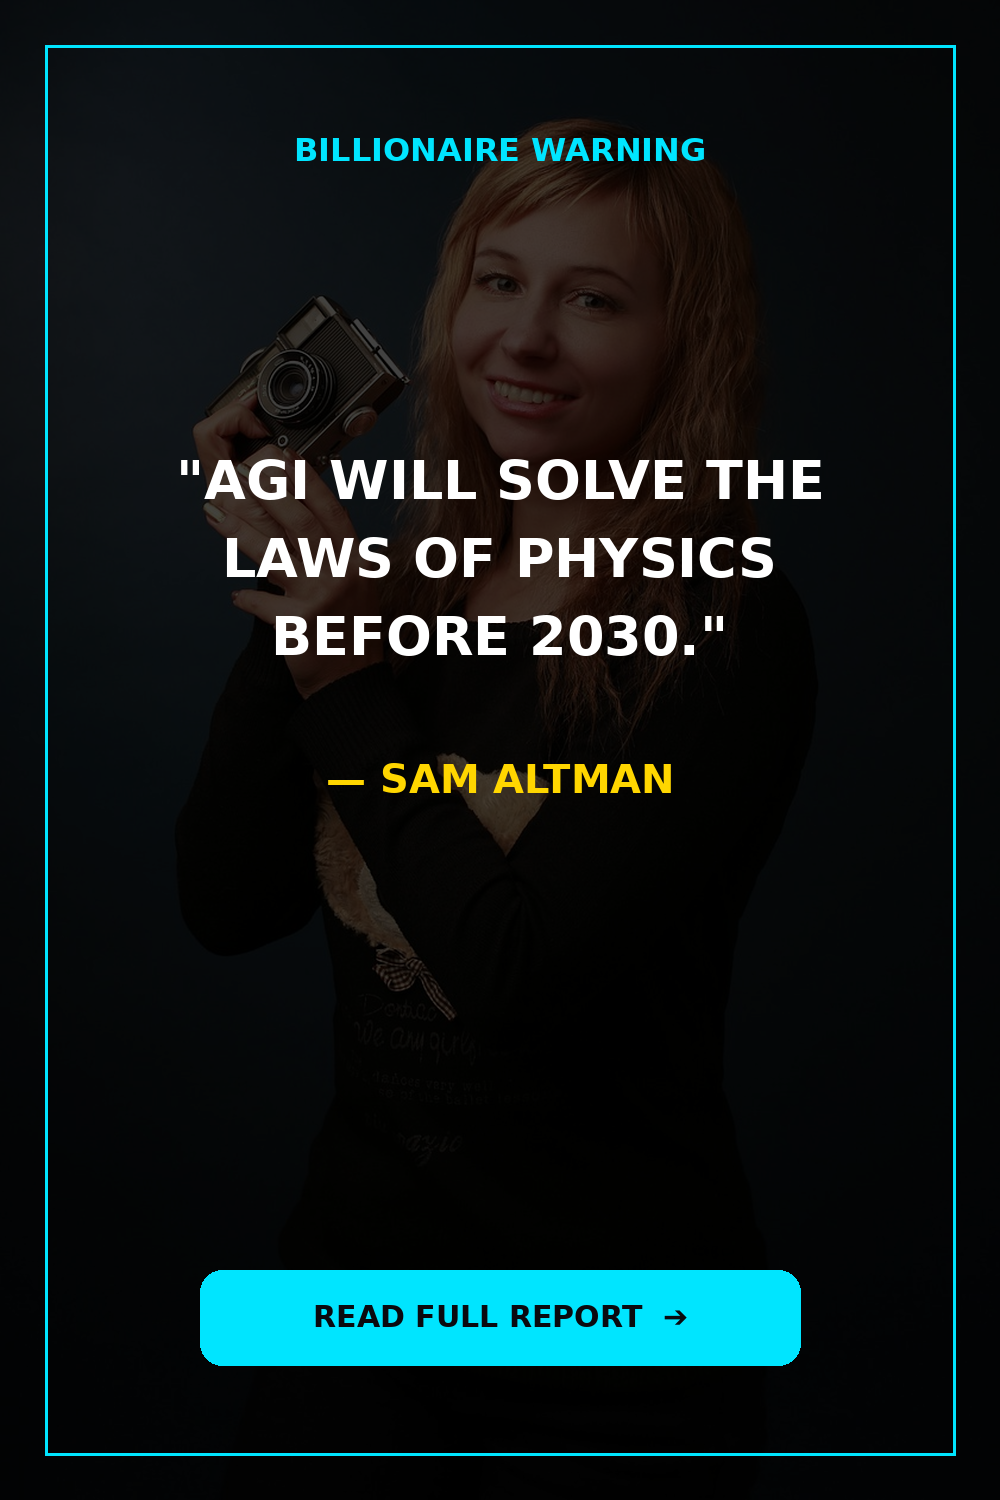 BILLIONAIRE WARNING
"AGI WILL SOLVE THE
LAWS OF PHYSICS
BEFORE 2030."
— SAM ALTMAN
READ FULL REPORT ➔